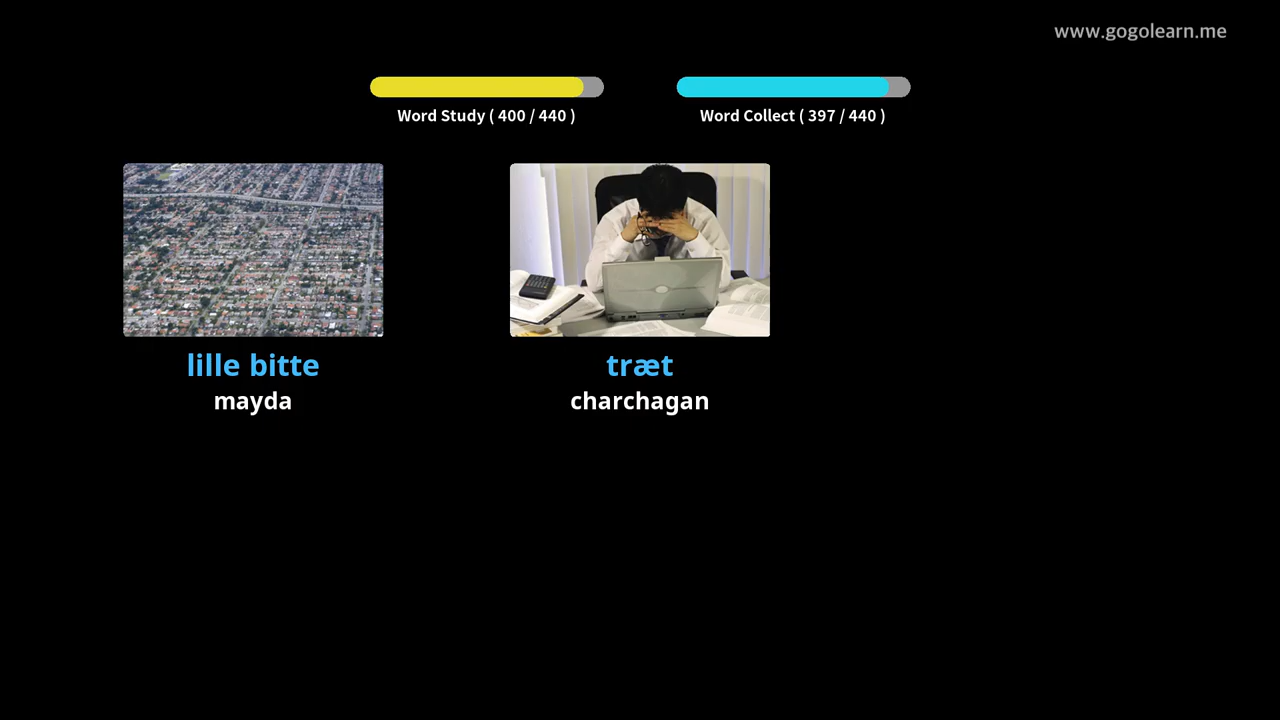 www.gogolearn.me
Word Study ( 400 / 440 )
Word Collect ( 397 / 440 )
lille bitte
mayda
træt
charchagan